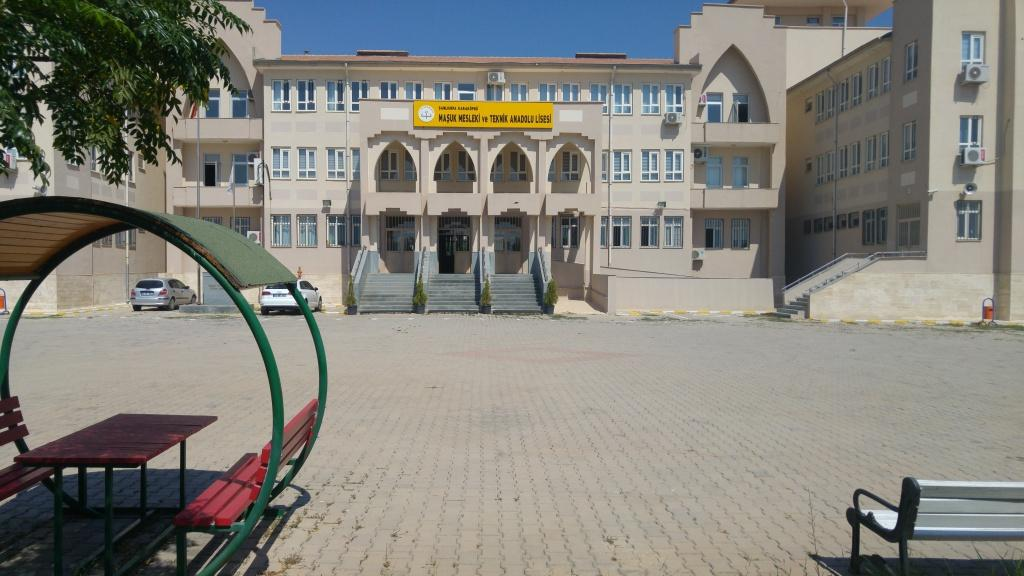 ŞANLIURFA KARAKÖPRÜ
MAŞUK MESLEKİ ve TEKNİK ANADOLU LİSESİ